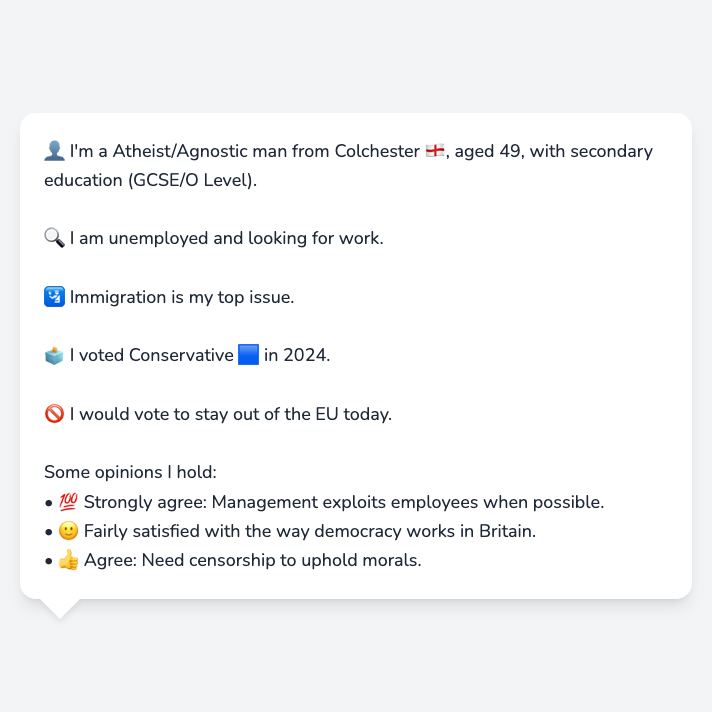 👤 I'm a Atheist/Agnostic man from Colchester 🏴󠁧󠁢󠁥󠁮󠁧󠁿, aged 49, with secondary
education (GCSE/O Level).
🔍 I am unemployed and looking for work.
🛂 Immigration is my top issue.
🗳️ I voted Conservative 🟦 in 2024.
🚫 I would vote to stay out of the EU today.
Some opinions I hold:
• 💯 Strongly agree: Management exploits employees when possible.
• 🙂 Fairly satisfied with the way democracy works in Britain.
• 👍 Agree: Need censorship to uphold morals.